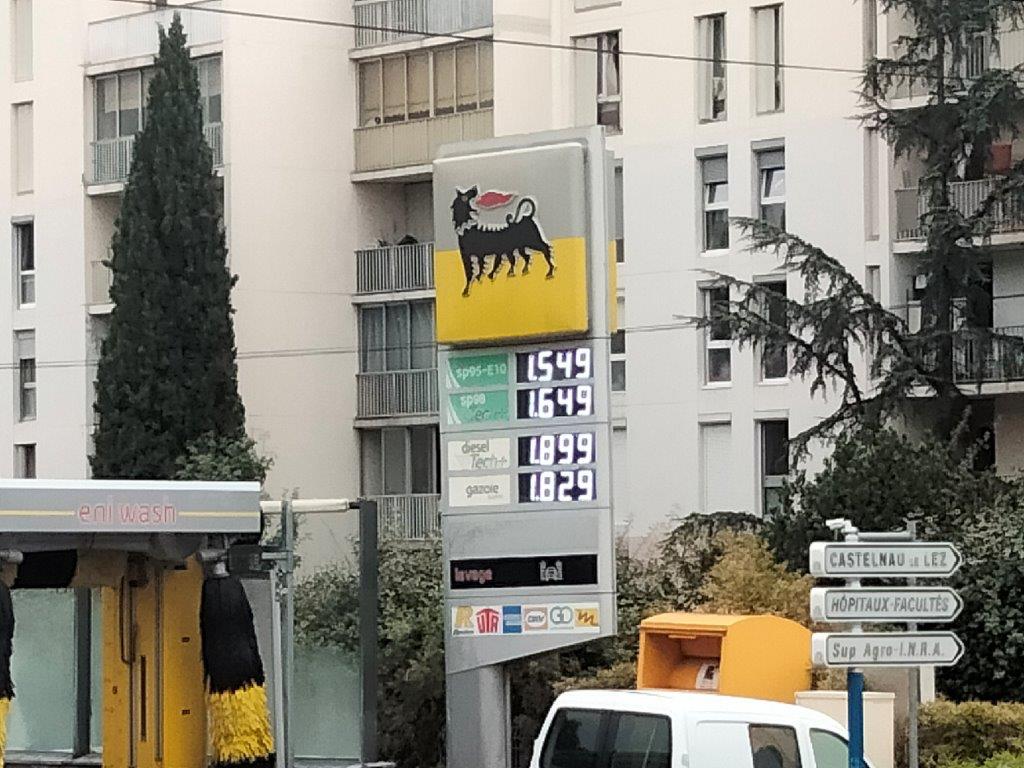 sp95-E10 1.549
sp98 1.649
diesel
Tech+ 1.899
gazole 1.829
eni wash
lavage
UTA
CASTELNAU LE LEZ
HÔPITAUX-FACULTÉS
Sup Agro-I.N.R.A.